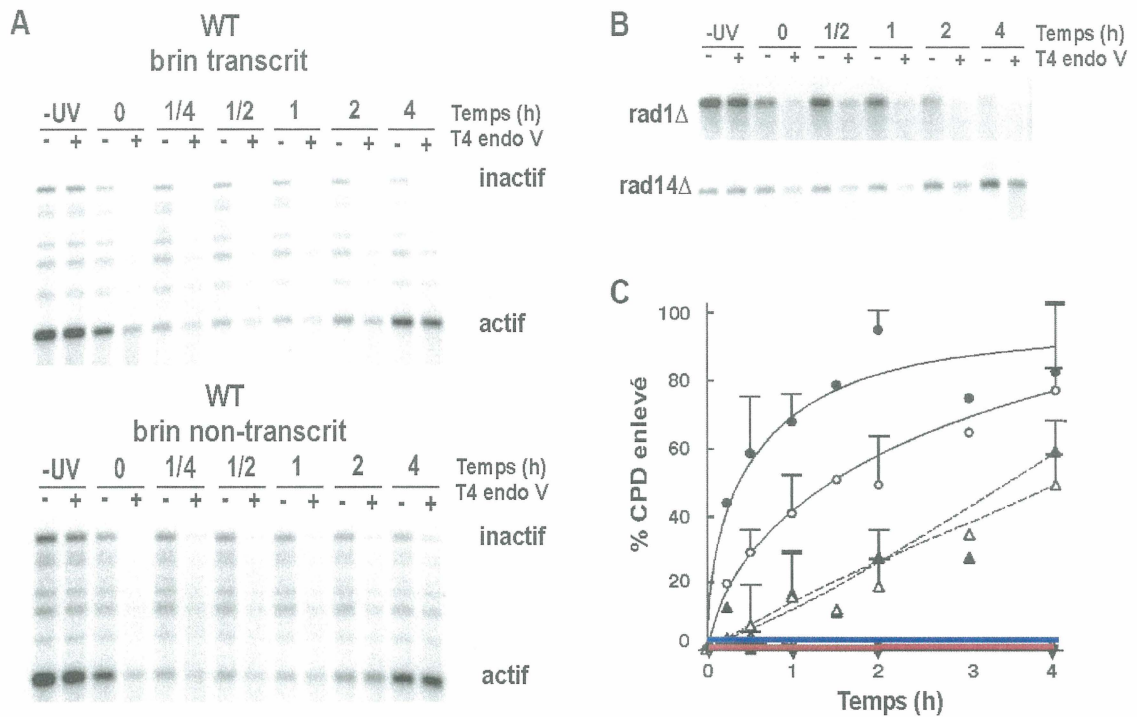 A
WT
brin transcrit
-UV 0 1/4 1/2 1 2 4 Temps (h)
- + - + - + - + - + - + - + T4 endo V
inactif
actif
WT
brin non-transcrit
-UV 0 1/4 1/2 1 2 4 Temps (h)
- + - + - + - + - + - + - + T4 endo V
inactif
actif
B
-UV 0 1/2 1 2 4 Temps (h)
- + - + - + - + - + - + T4 endo V
rad1Δ
rad14Δ
C
% CPD enlevé
100
80
60
40
20
0
0 1 2 3 4
Temps (h)